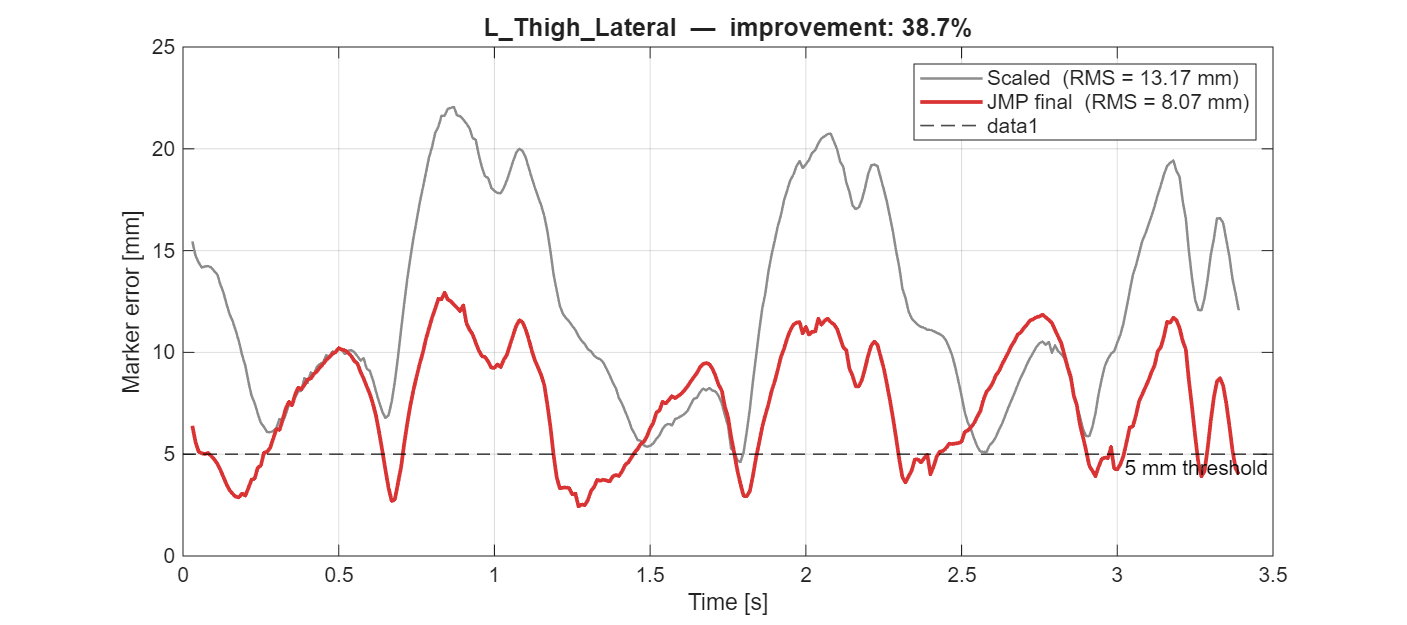 L_Thigh_Lateral — improvement: 38.7%
Scaled (RMS = 13.17 mm)
JMP final (RMS = 8.07 mm)
data1
25
20
15
10
5
0
Marker error [mm]
5 mm threshold
0 0.5 1 1.5 2 2.5 3 3.5
Time [s]